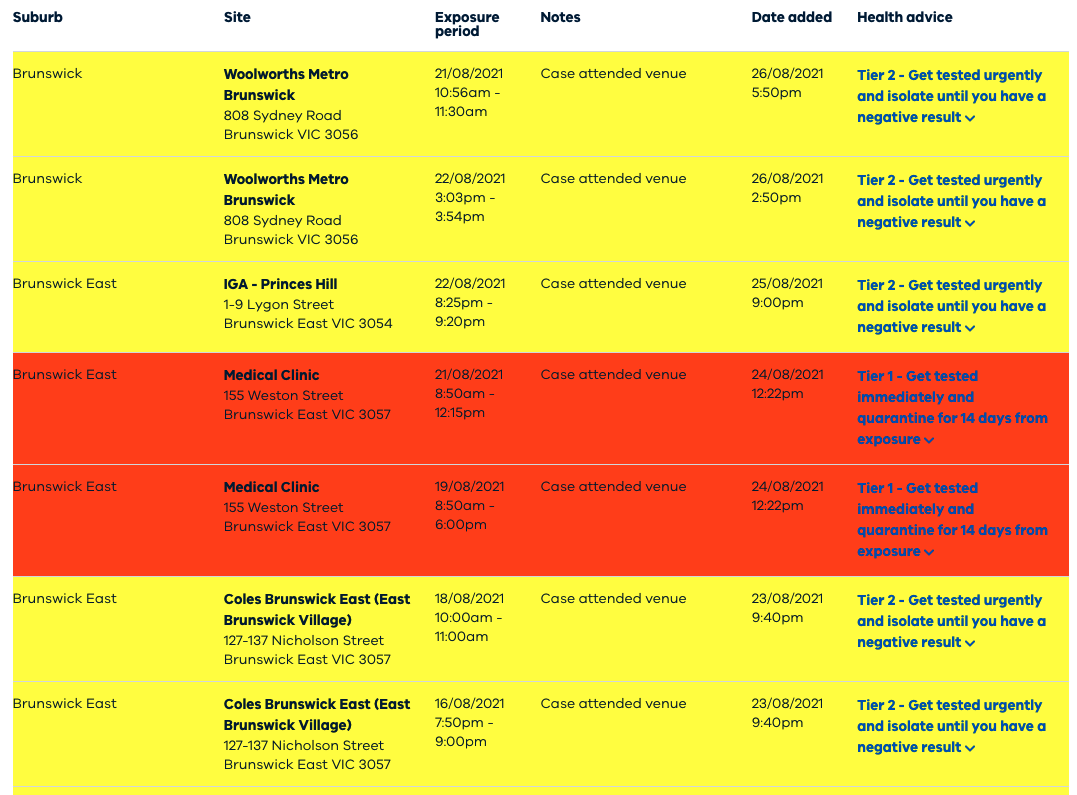 Suburb
Site
Exposure
period
Notes
Date added
Health advice
Brunswick
Woolworths Metro
Brunswick
808 Sydney Road
Brunswick VIC 3056
21/08/2021
10:56am -
11:30am
Case attended venue
26/08/2021
5:50pm
Tier 2 - Get tested urgently
and isolate until you have a
negative result
Brunswick
Woolworths Metro
Brunswick
808 Sydney Road
Brunswick VIC 3056
22/08/2021
3:03pm -
3:54pm
Case attended venue
26/08/2021
2:50pm
Tier 2 - Get tested urgently
and isolate until you have a
negative result
Brunswick East
IGA - Princes Hill
1-9 Lygon Street
Brunswick East VIC 3054
22/08/2021
8:25pm -
9:20pm
Case attended venue
25/08/2021
9:00pm
Tier 2 - Get tested urgently
and isolate until you have a
negative result
Brunswick East
Medical Clinic
155 Weston Street
Brunswick East VIC 3057
21/08/2021
8:50am -
12:15pm
Case attended venue
24/08/2021
12:22pm
Tier 1 - Get tested
immediately and
quarantine for 14 days from
exposure
Brunswick East
Medical Clinic
155 Weston Street
Brunswick East VIC 3057
19/08/2021
8:50am -
6:00pm
Case attended venue
24/08/2021
12:22pm
Tier 1 - Get tested
immediately and
quarantine for 14 days from
exposure
Brunswick East
Coles Brunswick East (East
Brunswick Village)
127-137 Nicholson Street
Brunswick East VIC 3057
18/08/2021
10:00am -
11:00am
Case attended venue
23/08/2021
9:40pm
Tier 2 - Get tested urgently
and isolate until you have a
negative result
Brunswick East
Coles Brunswick East (East
Brunswick Village)
127-137 Nicholson Street
Brunswick East VIC 3057
16/08/2021
7:50pm -
9:00pm
Case attended venue
23/08/2021
9:40pm
Tier 2 - Get tested urgently
and isolate until you have a
negative result